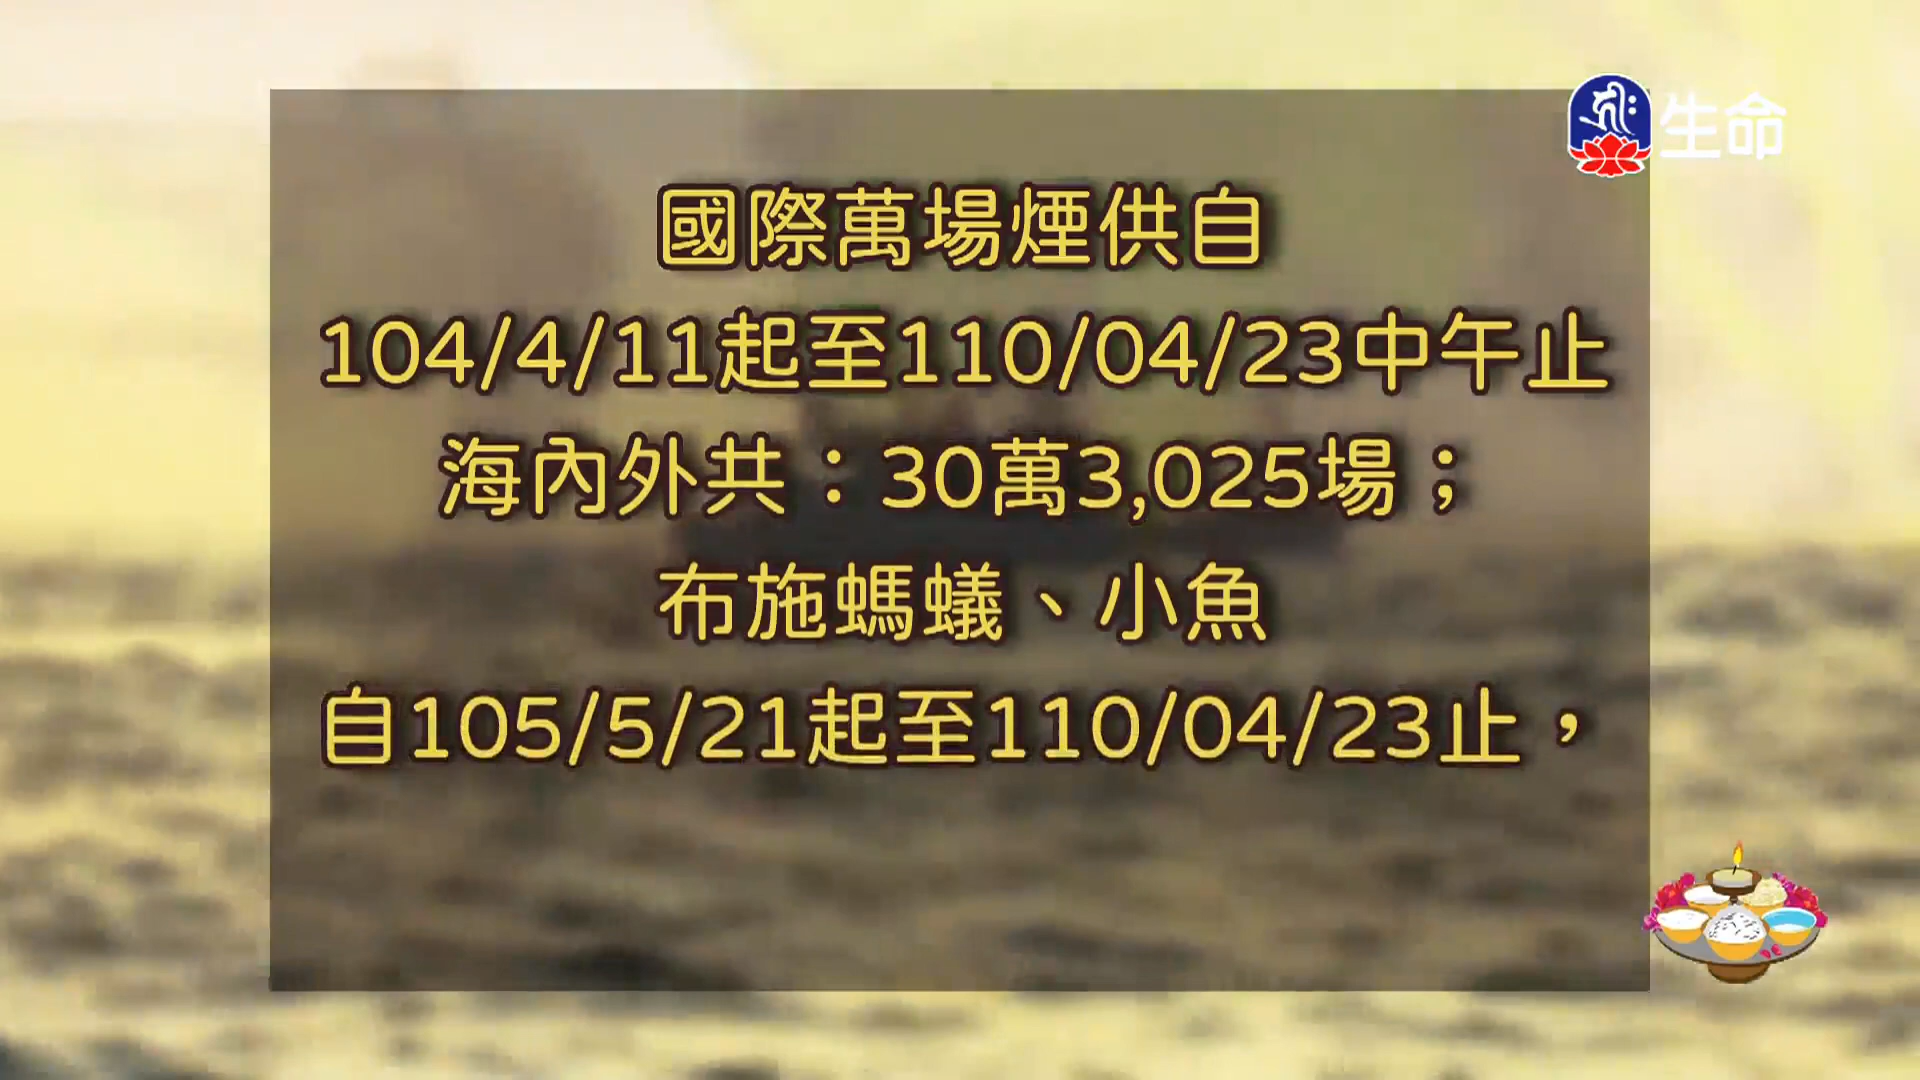 生命
國際萬場煙供自
104/4/11起至110/04/23中午止
海內外共：30萬3,025場；
布施螞蟻、小魚
自105/5/21起至110/04/23止，